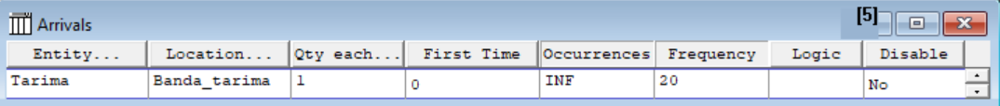 Arrivals [5]
Entity... Location... Qty each... First Time Occurrences Frequency Logic Disable
Tarima Banda_tarima 1 0 INF 20 No